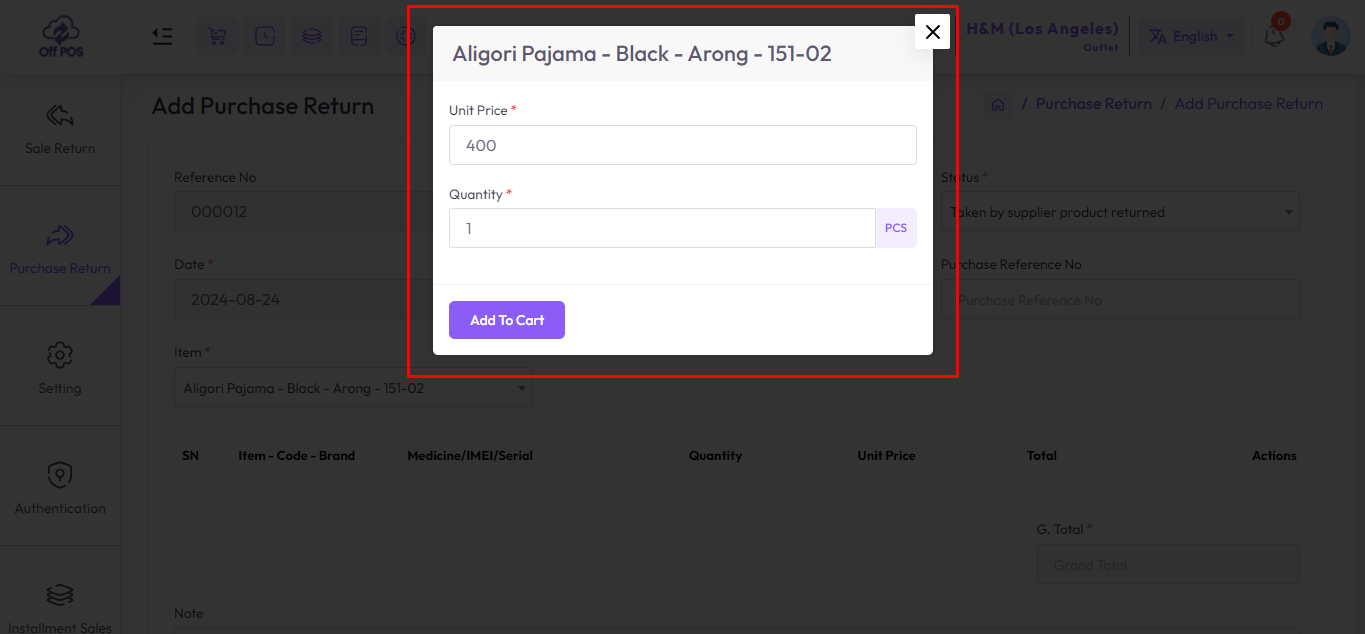 Off POS
H&M (Los Angeles)
Outlet
English
0
Aligori Pajama - Black - Arong - 151-02
Unit Price *
400
Quantity *
1
PCS
Add To Cart
Sale Return
Purchase Return
Setting
Authentication
Installment Sales
Add Purchase Return
/ Purchase Return / Add Purchase Return
Reference No
000012
Status *
Taken by supplier product returned
Date *
2024-08-24
Purchase Reference No
Purchase Reference No
Item *
Aligori Pajama - Black - Arong - 151-02
SN Item - Code - Brand Medicine/IMEI/Serial Quantity Unit Price Total Actions
G. Total *
Grand Total
Note